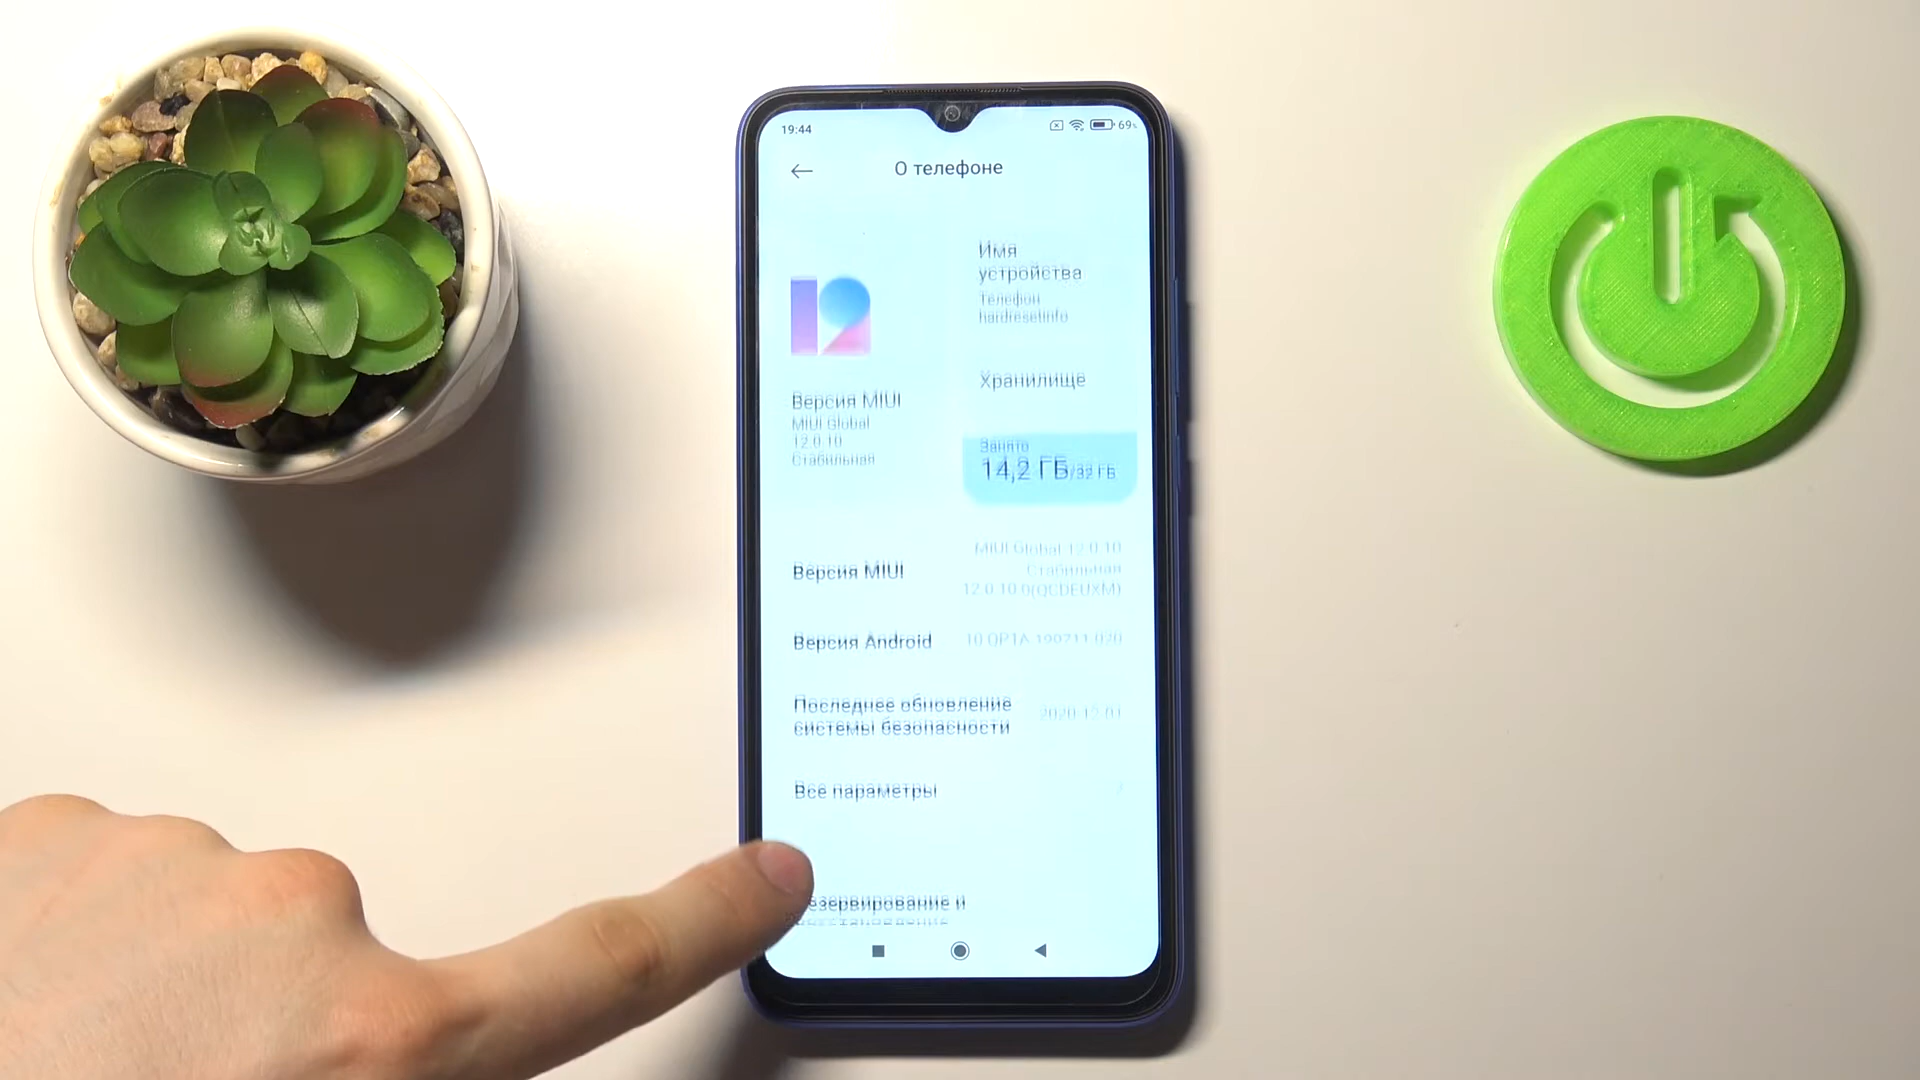 19:44
69
О телефоне
Имя
устройства
Телефон
hardresetinfo
Хранилище
Занято
14,2 ГБ/32 ГБ
Версия MIUI
MIUI Global
12.0.10
Стабильная
Версия MIUI
MIUI Global 12.0.10
Стабильная
12.0.10.0(QCDEUXM)
Версия Android
10 QP1A.190711.020
Последнее обновление
системы безопасности
2020-12-01
Все параметры
езервирование и